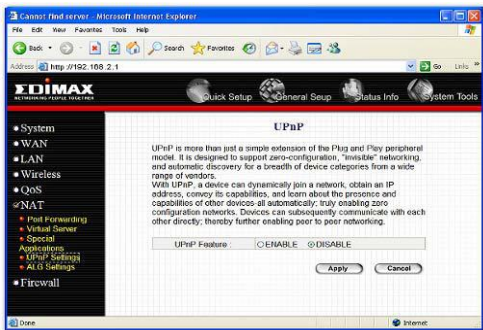 Cannot find server - Microsoft Internet Explorer
File Edit View Favorites Tools Help
Back Search Favorites
Address http://192.168.2.1 Go Links »
EDIMAX
NETWORKING PEOPLE TOGETHER
Quick Setup General Seup Status Info System Tools
System
WAN
LAN
Wireless
QoS
NAT
Port Forwarding
Virtual Server
Special
Applications
UPnP Settings
ALG Settings
Firewall
UPnP
UPnP is more than just a simple extension of the Plug and Play peripheral
model. It is designed to support zero-configuration, "invisible" networking,
and automatic discovery for a breadth of device categories from a wide
range of vendors.
With UPnP, a device can dynamically join a network, obtain an IP
address, convey its capabilities, and learn about the presence and
capabilities of other devices-all automatically; truly enabling zero
configuration networks. Devices can subsequently communicate with each
other directly; thereby further enabling peer to peer networking.
UPnP Feature : ENABLE DISABLE
Apply Cancel
Done Internet